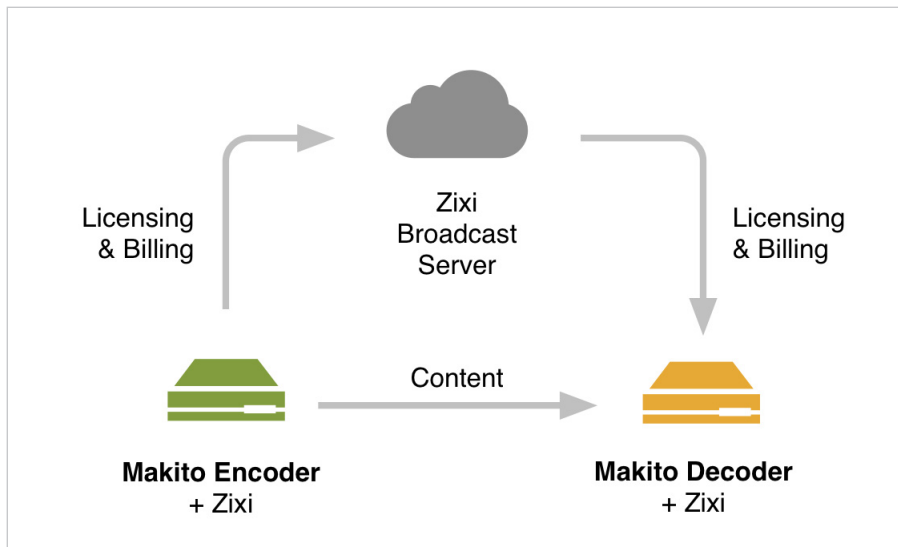 Zixi
Broadcast
Server
Licensing
& Billing
Licensing
& Billing
Content
Makito Encoder
+ Zixi
Makito Decoder
+ Zixi